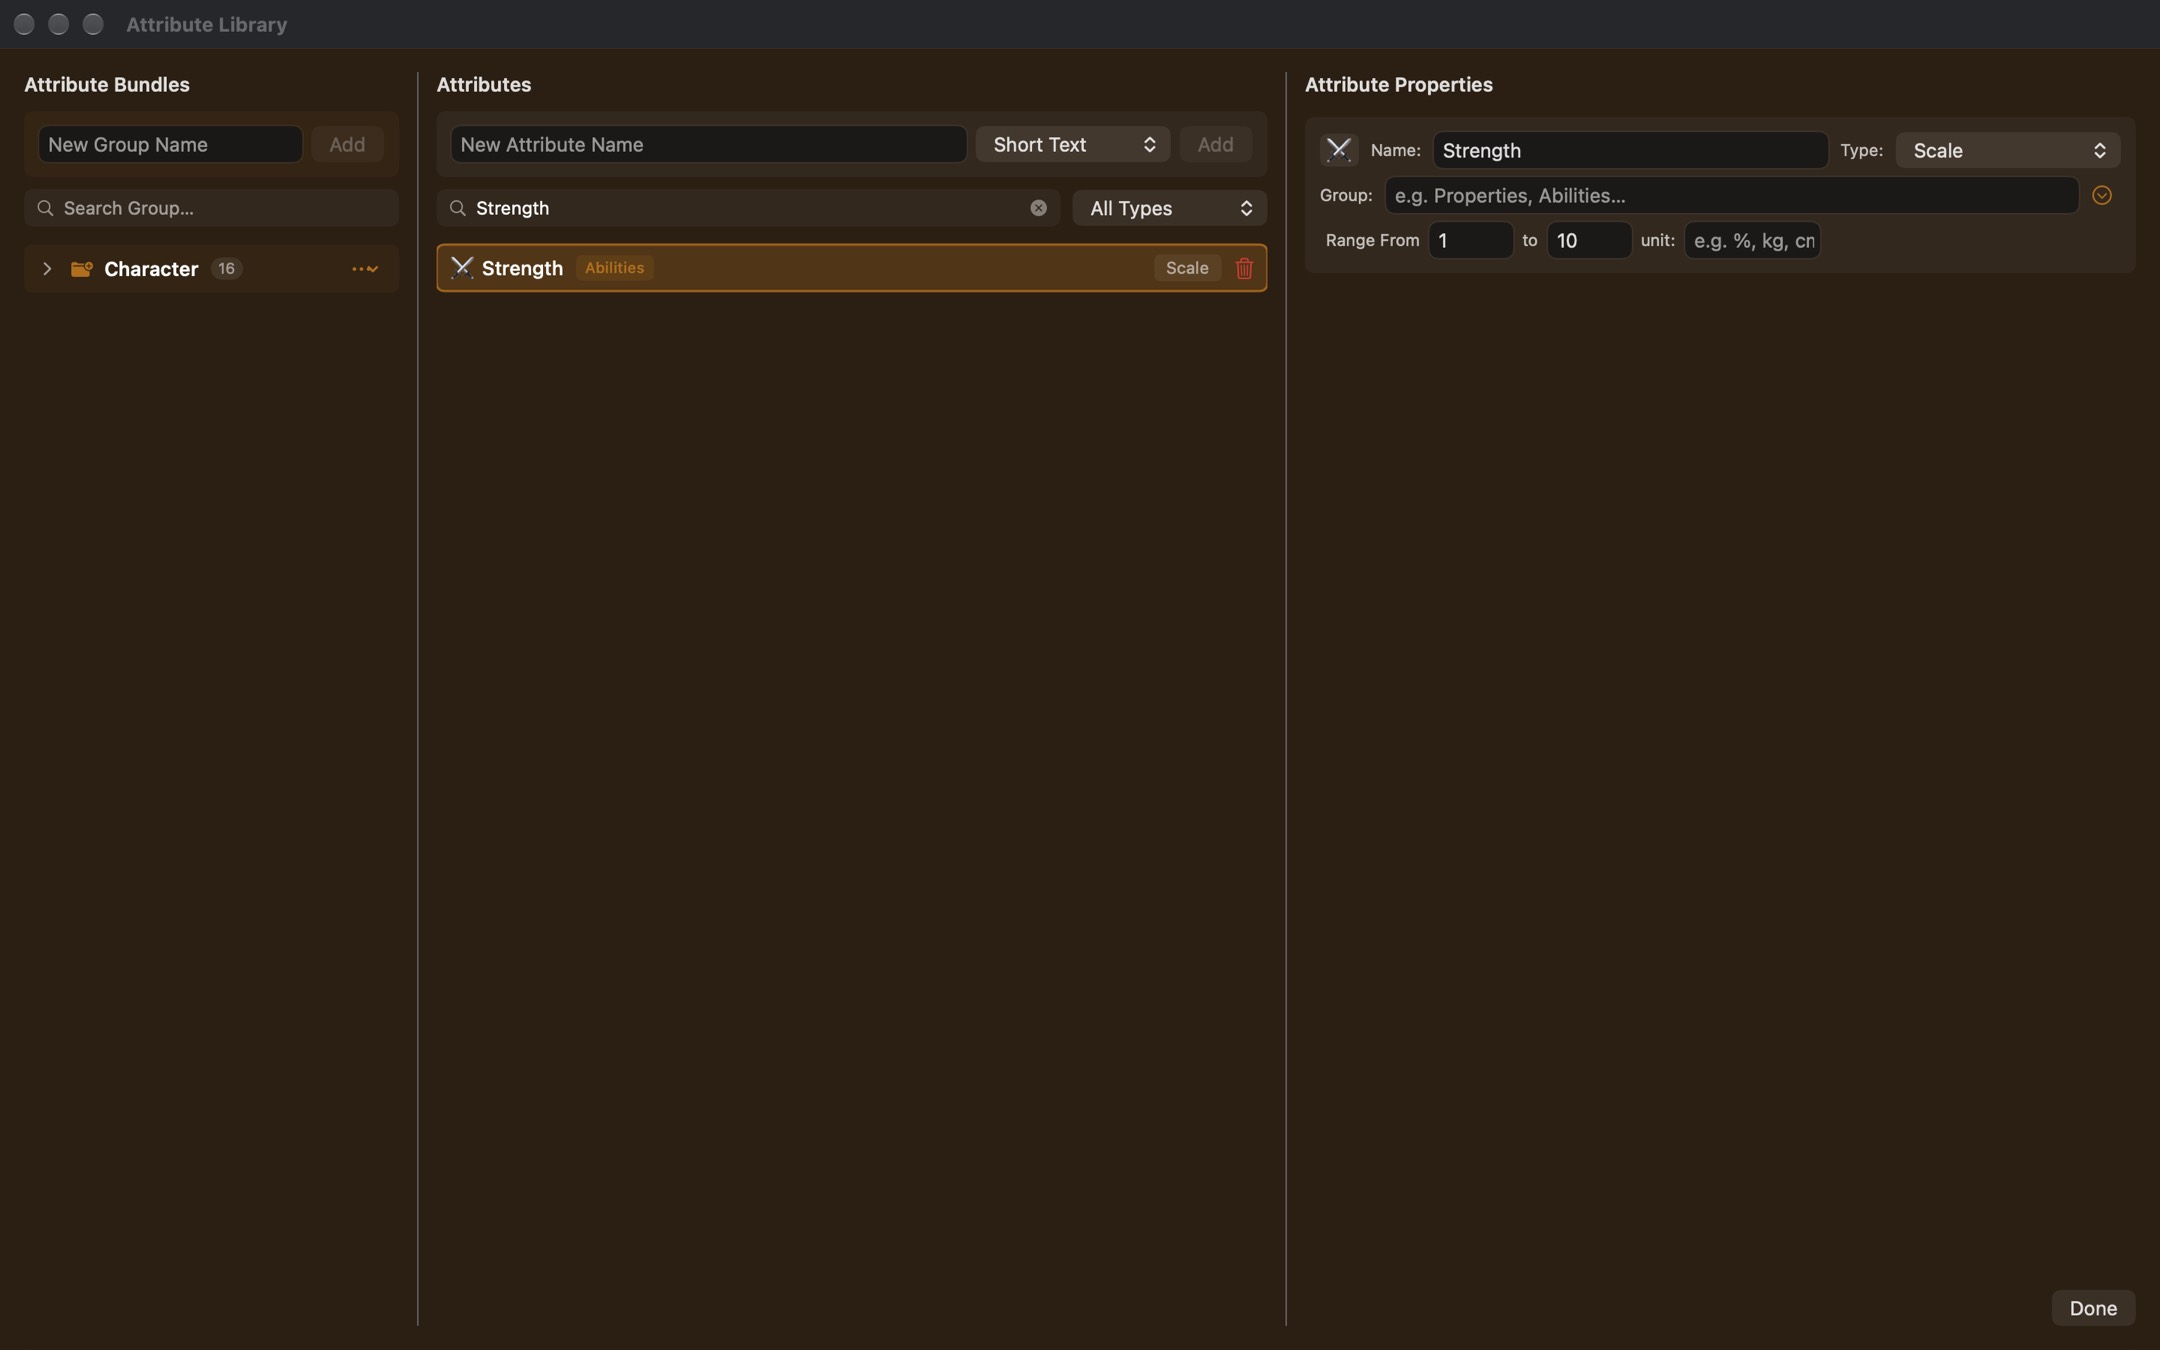 Attribute Library
Attribute Bundles
New Group Name Add
Search Group...
Character 16
Attributes
New Attribute Name Short Text Add
Strength All Types
Strength Abilities Scale
Attribute Properties
Name: Strength Type: Scale
Group: e.g. Properties, Abilities...
Range From 1 to 10 unit: e.g. %, kg, cm
Done